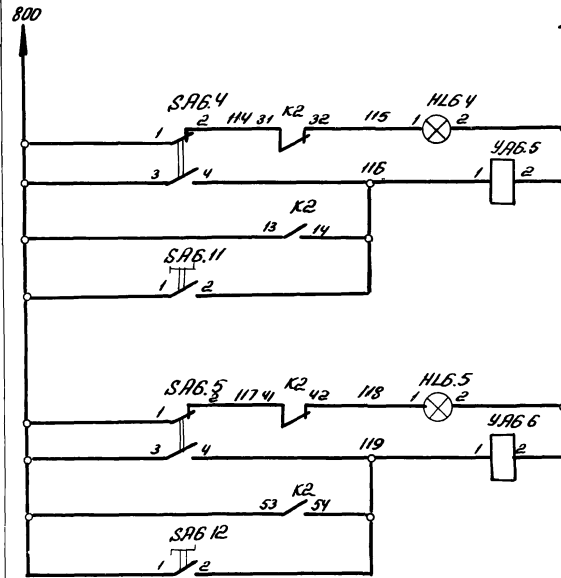 800
SA6.4 K2 HL6 4
1 2 114 31 32 115 1 2
YA6.5
3 4 116 1 2
K2
13 14
SA6.11
1 2
SA6.5 K2 HL6.5
1 2 117 41 42 118 1 2
YA6 6
3 4 119 1 2
K2
53 54
SA6 12
1 2